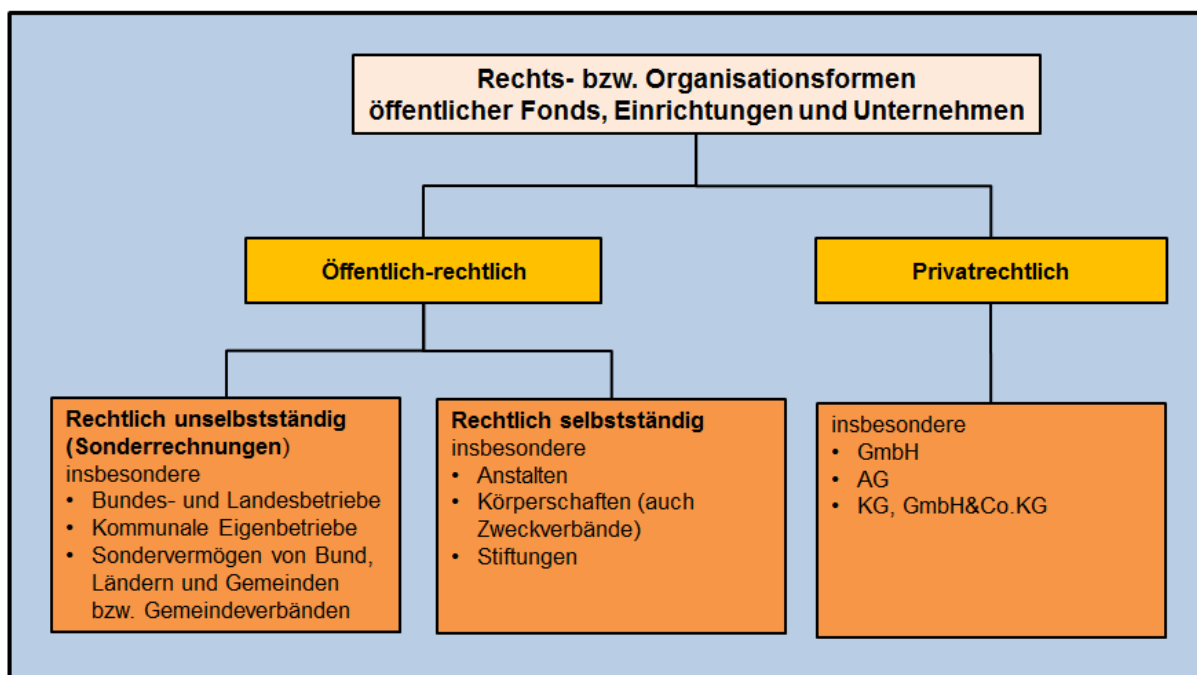 Rechts- bzw. Organisationsformen
öffentlicher Fonds, Einrichtungen und Unternehmen
Öffentlich-rechtlich
Privatrechtlich
Rechtlich unselbstständig
(Sonderrechnungen)
insbesondere
• Bundes- und Landesbetriebe
• Kommunale Eigenbetriebe
• Sondervermögen von Bund,
Ländern und Gemeinden
bzw. Gemeindeverbänden
Rechtlich selbstständig
insbesondere
• Anstalten
• Körperschaften (auch
Zweckverbände)
• Stiftungen
insbesondere
• GmbH
• AG
• KG, GmbH&Co.KG